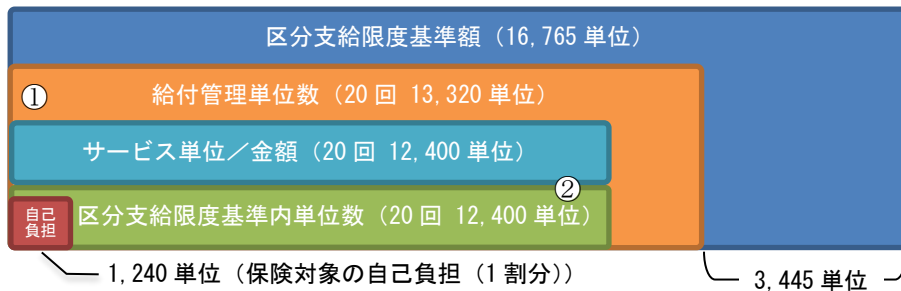 区分支給限度基準額（16,765 単位）
① 給付管理単位数（20 回 13,320 単位）
サービス単位／金額（20 回 12,400 単位）
②
自己
負担
区分支給限度基準内単位数（20 回 12,400 単位）
1,240 単位（保険対象の自己負担（1 割分））
3,445 単位